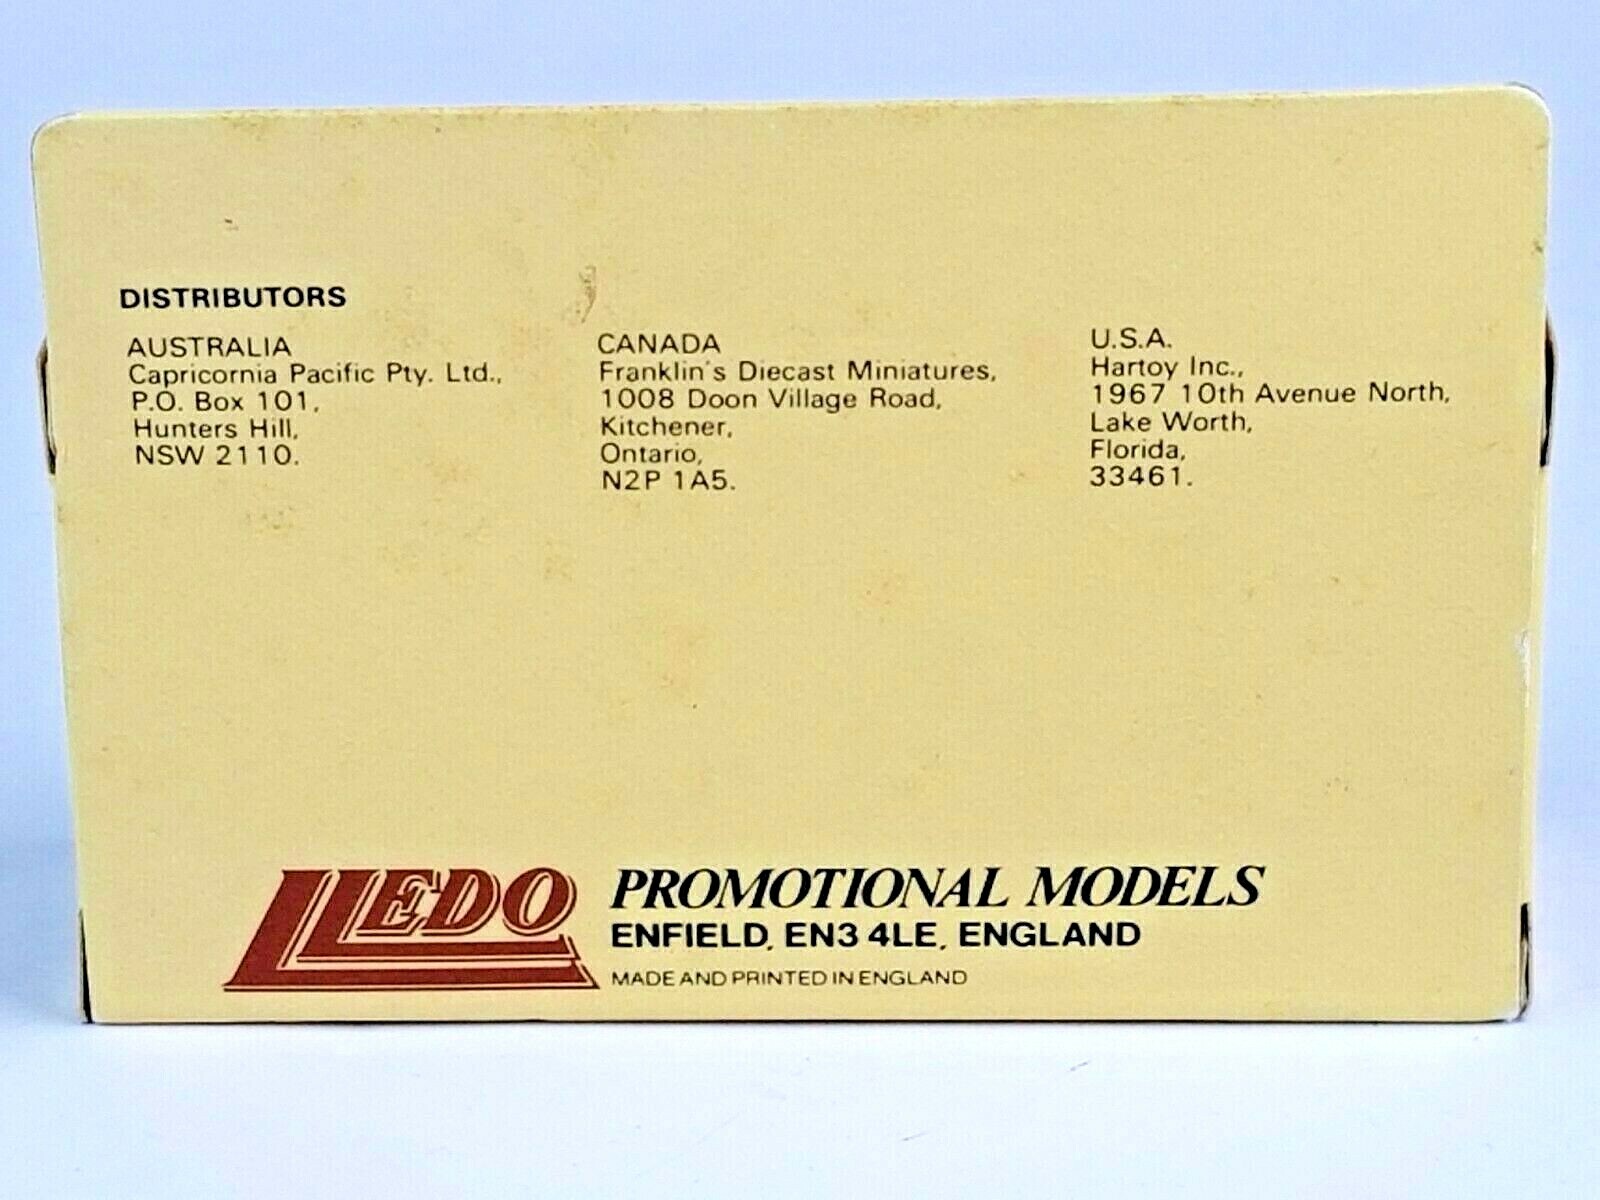 DISTRIBUTORS
AUSTRALIA
Capricornia Pacific Pty. Ltd.,
P.O. Box 101,
Hunters Hill,
NSW 2110.
CANADA
Franklin's Diecast Miniatures,
1008 Doon Village Road,
Kitchener,
Ontario,
N2P 1A5.
U.S.A.
Hartoy Inc.,
1967 10th Avenue North,
Lake Worth,
Florida,
33461.
LLEDO PROMOTIONAL MODELS
ENFIELD, EN3 4LE, ENGLAND
MADE AND PRINTED IN ENGLAND